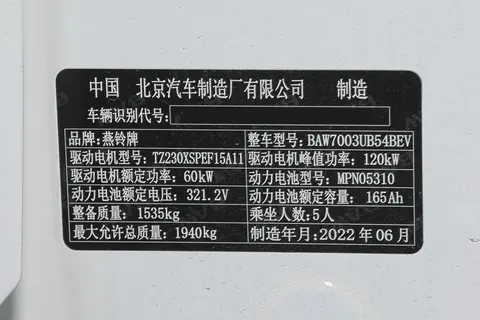 中国 北京汽车制造厂有限公司 制造
车辆识别代号:
品牌:燕铃牌 整车型号:BAW7003UB54BEV
驱动电机型号:TZ230XSPEF15A11 驱动电机峰值功率:120kW
驱动电机额定功率:60kW 动力电池型号:MPN05310
动力电池额定电压:321.2V 动力电池额定容量:165Ah
整备质量:1535kg 乘坐人数:5人
最大允许总质量:1940kg 制造年月:2022年06月